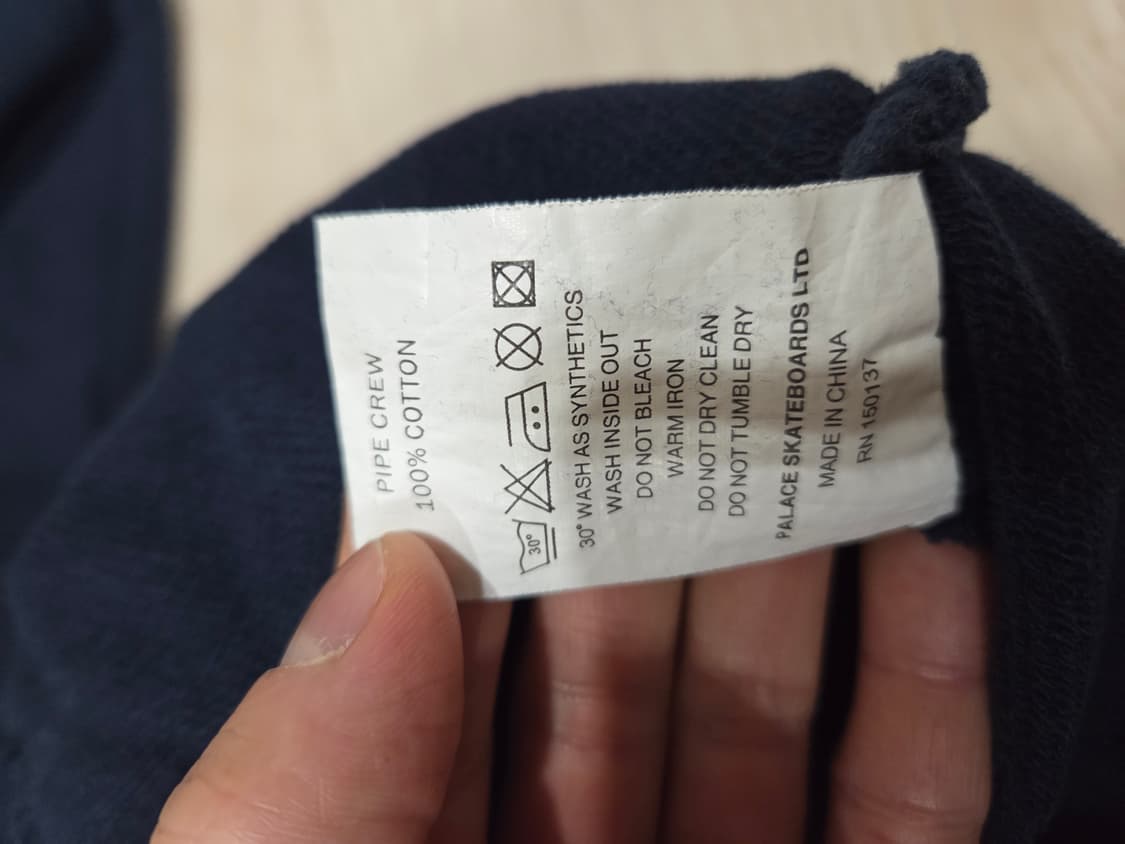 PIPE CREW
100% COTTON
30°
30° WASH AS SYNTHETICS
WASH INSIDE OUT
DO NOT BLEACH
WARM IRON
DO NOT DRY CLEAN
DO NOT TUMBLE DRY
PALACE SKATEBOARDS LTD
MADE IN CHINA
RN 150137